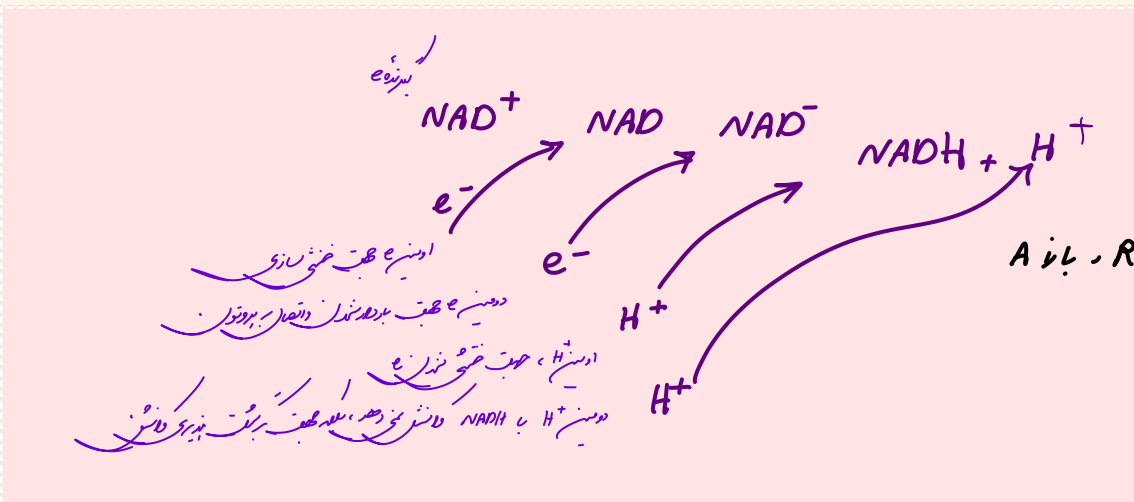 گیرنده e
NAD⁺ NAD NAD⁻ NADH + H⁺
e⁻
اولین e جهت خنثی سازی
e⁻
دومین e جهت باردار شدن و اتصال به پروتون.
H⁺
اولین H⁺، جهت خنثی شدن e
H⁺
دومین H⁺ با NADH واکنش نمی دهد، بلکه جهت برگشت پذیری واکنش
، باز A R